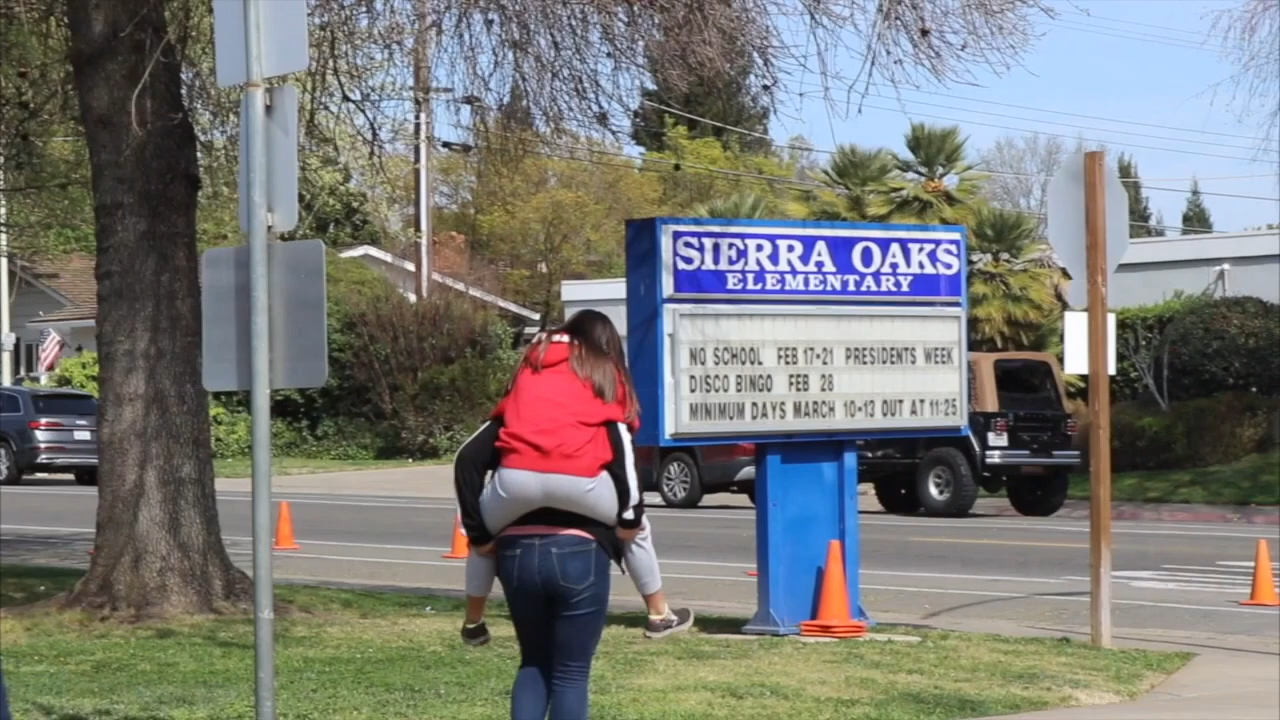 SIERRA OAKS
ELEMENTARY
NO SCHOOL FEB 17-21 PRESIDENTS WEEK
DISCO BINGO FEB 28
MINIMUM DAYS MARCH 10-13 OUT AT 11:25